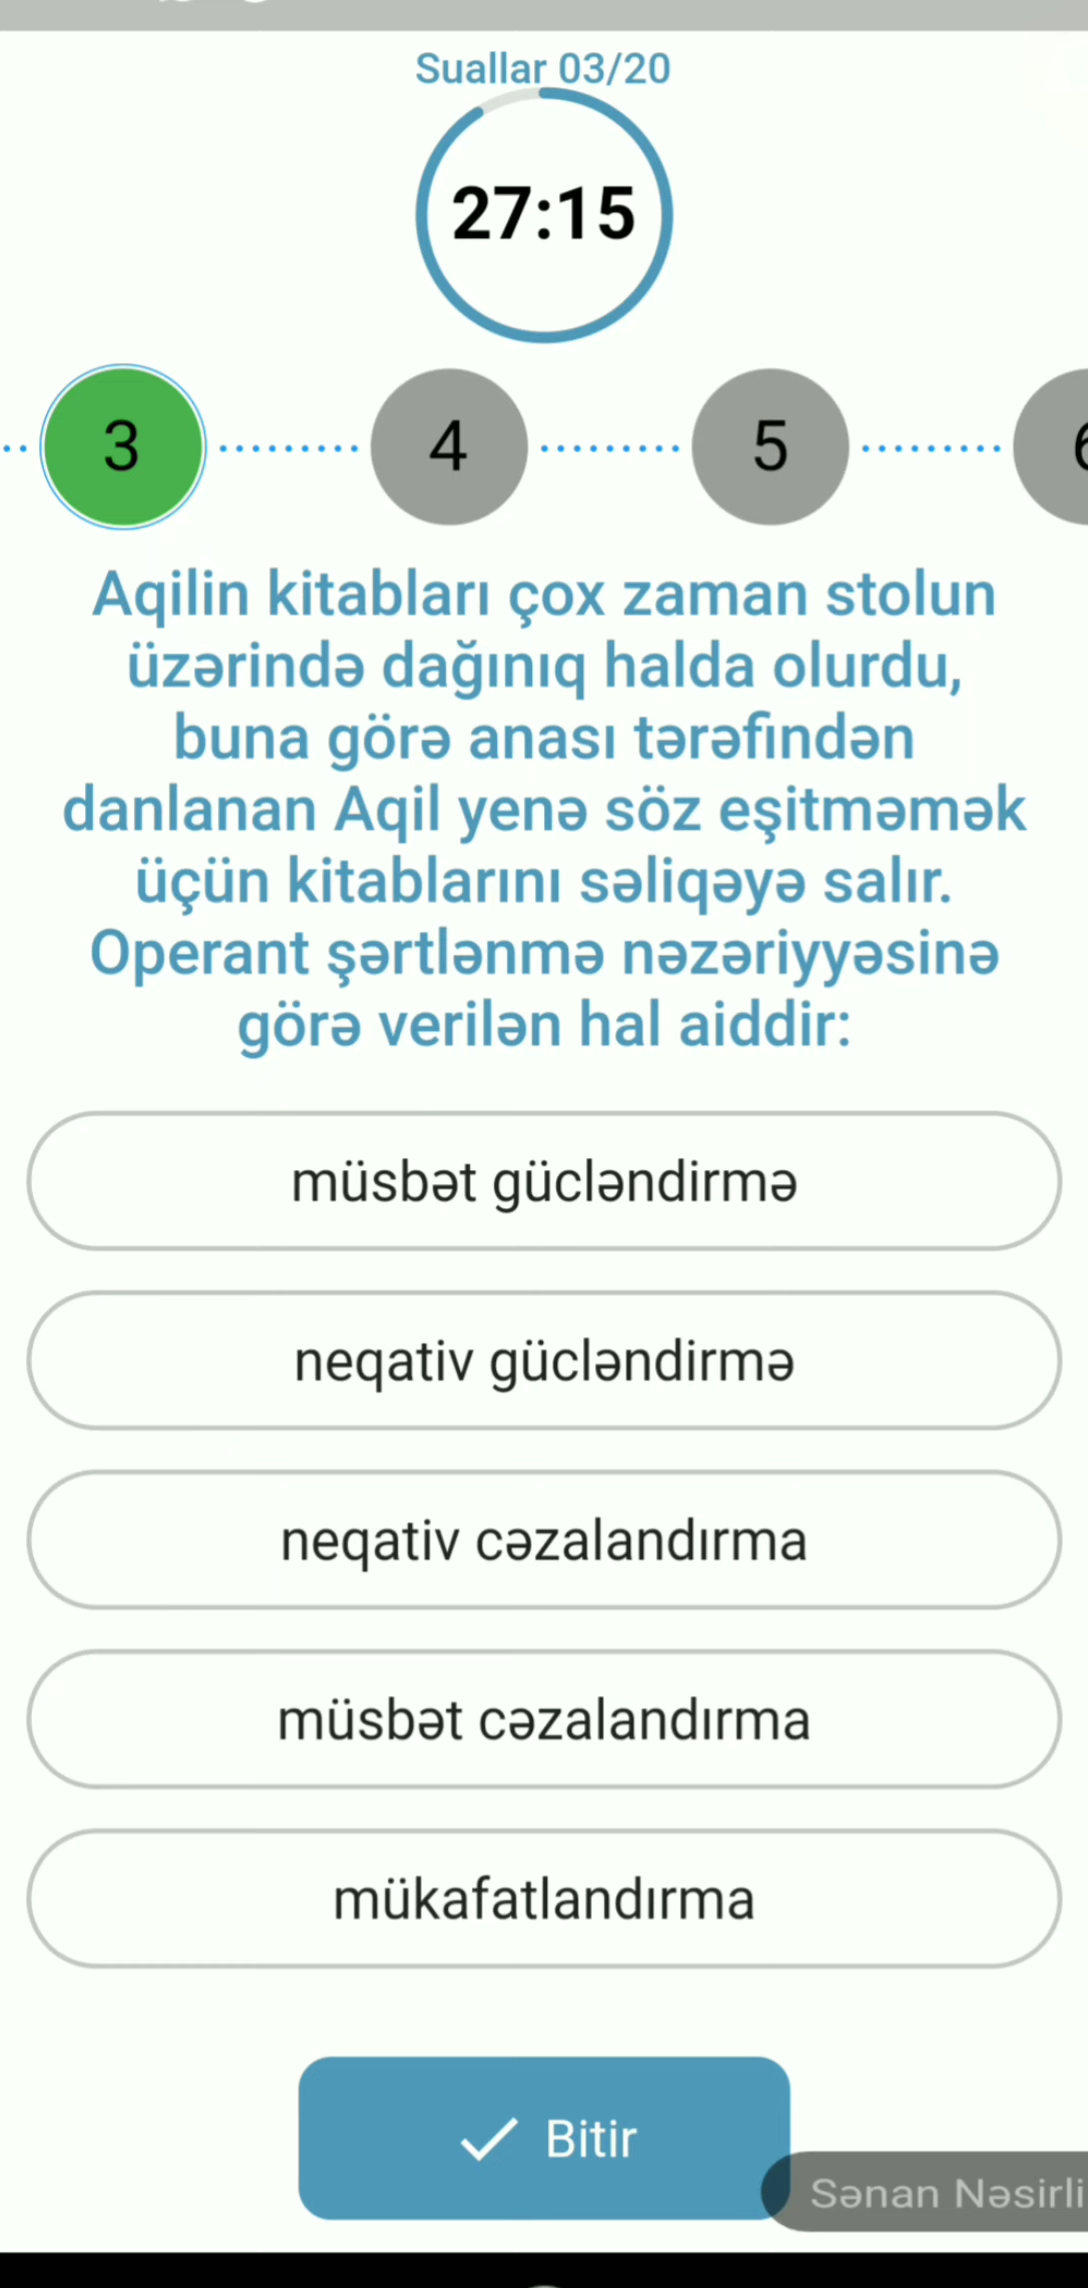 Suallar 03/20
27:15
3 4 5
Aqilin kitabları çox zaman stolun
üzərində dağınıq halda olurdu,
buna görə anası tərəfindən
danlanan Aqil yenə söz eşitməmək
üçün kitablarını səliqəyə salır.
Operant şərtlənmə nəzəriyyəsinə
görə verilən hal aiddir:
müsbət gücləndirmə
neqativ gücləndirmə
neqativ cəzalandırma
müsbət cəzalandırma
mükafatlandırma
Bitir
Sənan Nəsirli